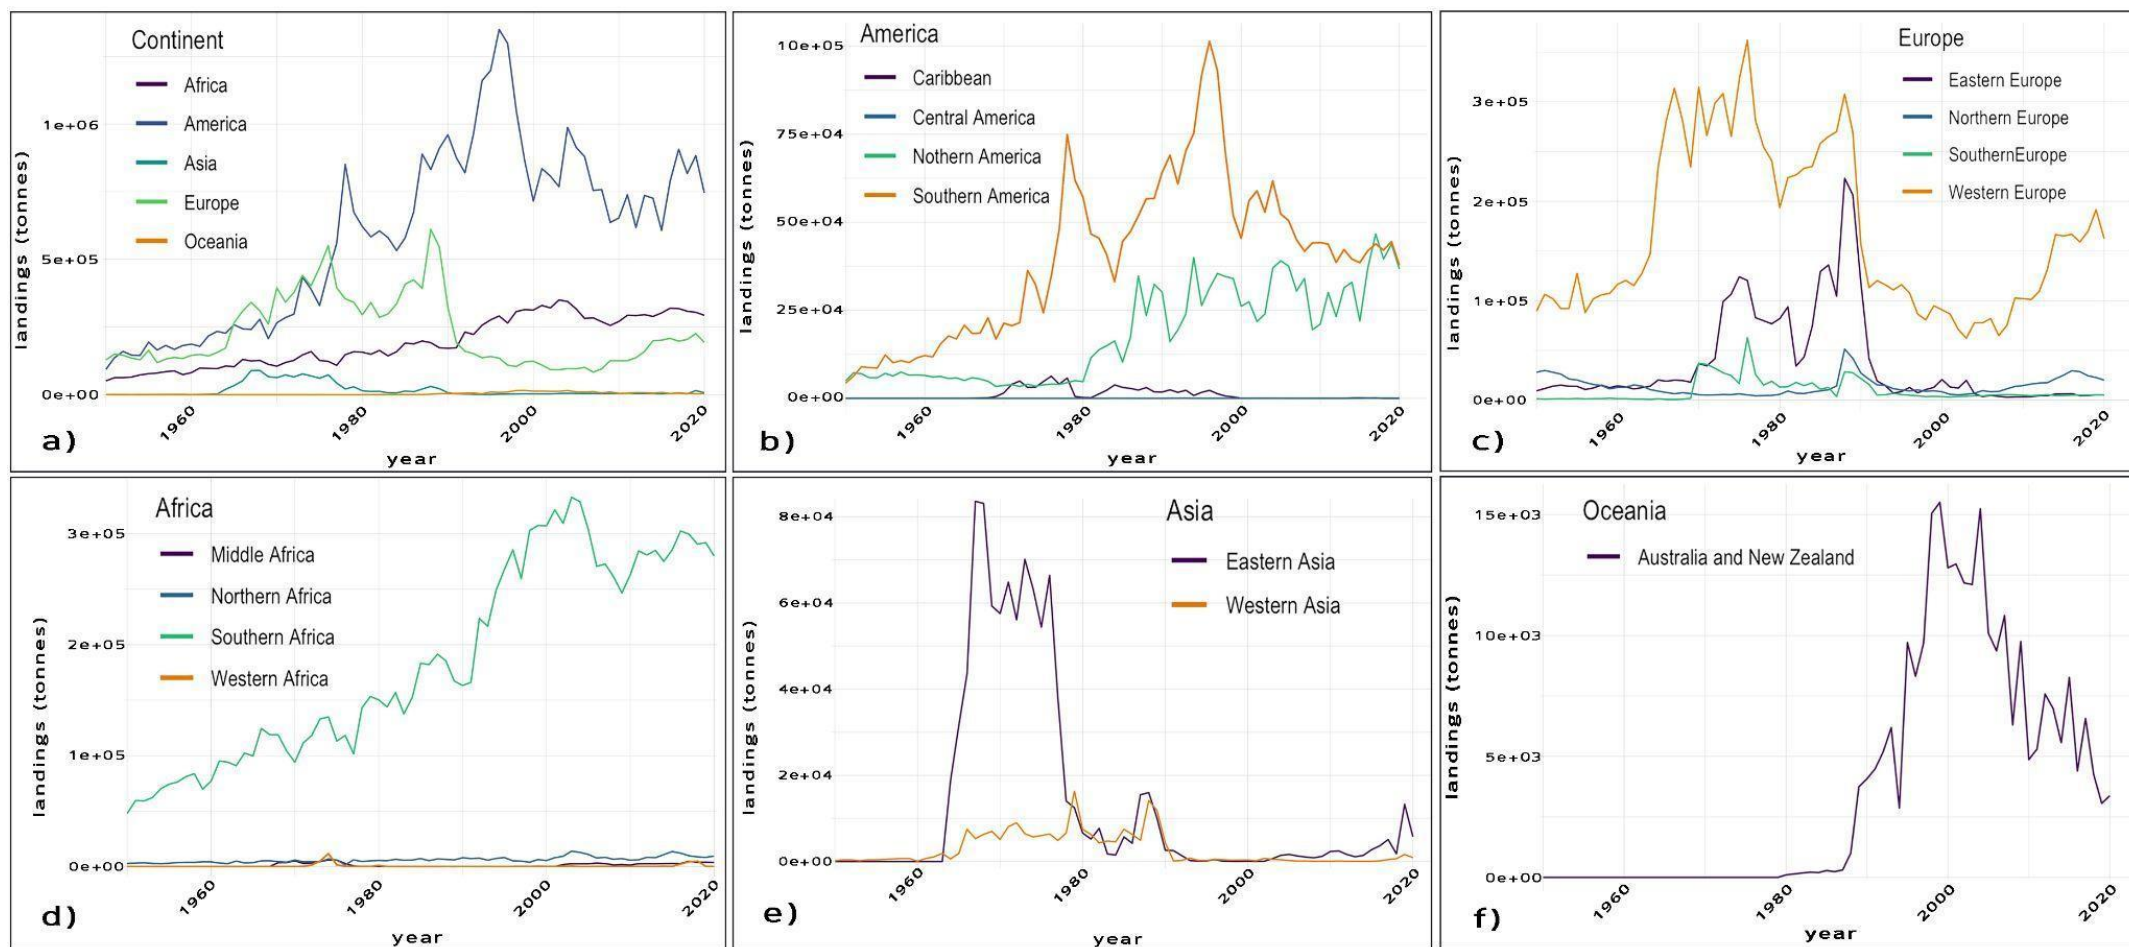 Continent
Africa
America
Asia
Europe
Oceania
landings (tonnes)
1e+06
5e+05
0e+00
1960
1980
2000
2020
year
a)
America
Caribbean
Central America
Nothern America
Southern America
landings (tonnes)
10e+05
75e+04
50e+04
25e+04
0e+00
1960
1980
2000
2020
year
b)
Europe
Eastern Europe
Northern Europe
SouthernEurope
Western Europe
landings (tonnes)
3e+05
2e+05
1e+05
0e+00
1960
1980
2000
2020
year
c)
Africa
Middle Africa
Northern Africa
Southern Africa
Western Africa
landings (tonnes)
3e+05
2e+05
1e+05
0e+00
1960
1980
2000
2020
year
d)
Asia
Eastern Asia
Western Asia
landings (tonnes)
8e+04
6e+04
4e+04
2e+04
0e+00
1960
1980
2000
2020
year
e)
Oceania
Australia and New Zealand
landings (tonnes)
15e+03
10e+03
5e+03
0e+00
1960
1980
2000
2020
year
f)